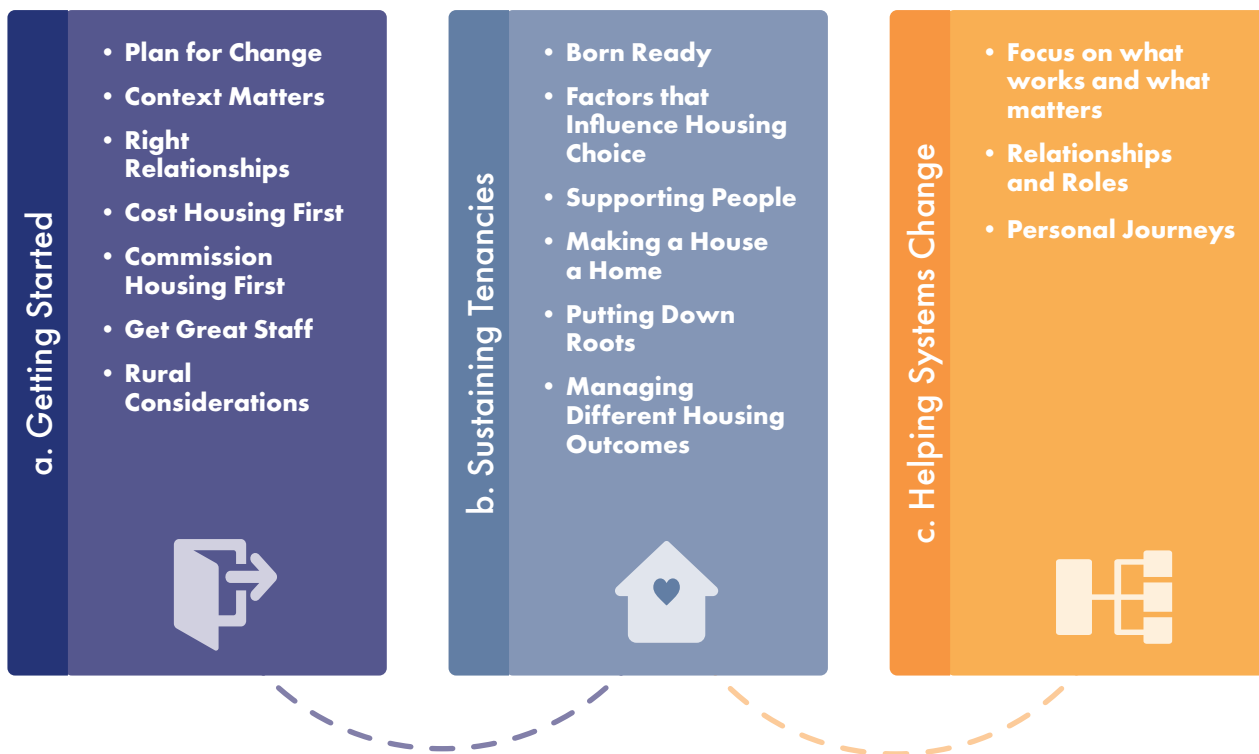 a. Getting Started
• Plan for Change
• Context Matters
• Right
Relationships
• Cost Housing First
• Commission
Housing First
• Get Great Staff
• Rural
Considerations
b. Sustaining Tenancies
• Born Ready
• Factors that
Influence Housing
Choice
• Supporting People
• Making a House
a Home
• Putting Down
Roots
• Managing
Different Housing
Outcomes
c. Helping Systems Change
• Focus on what
works and what
matters
• Relationships
and Roles
• Personal Journeys